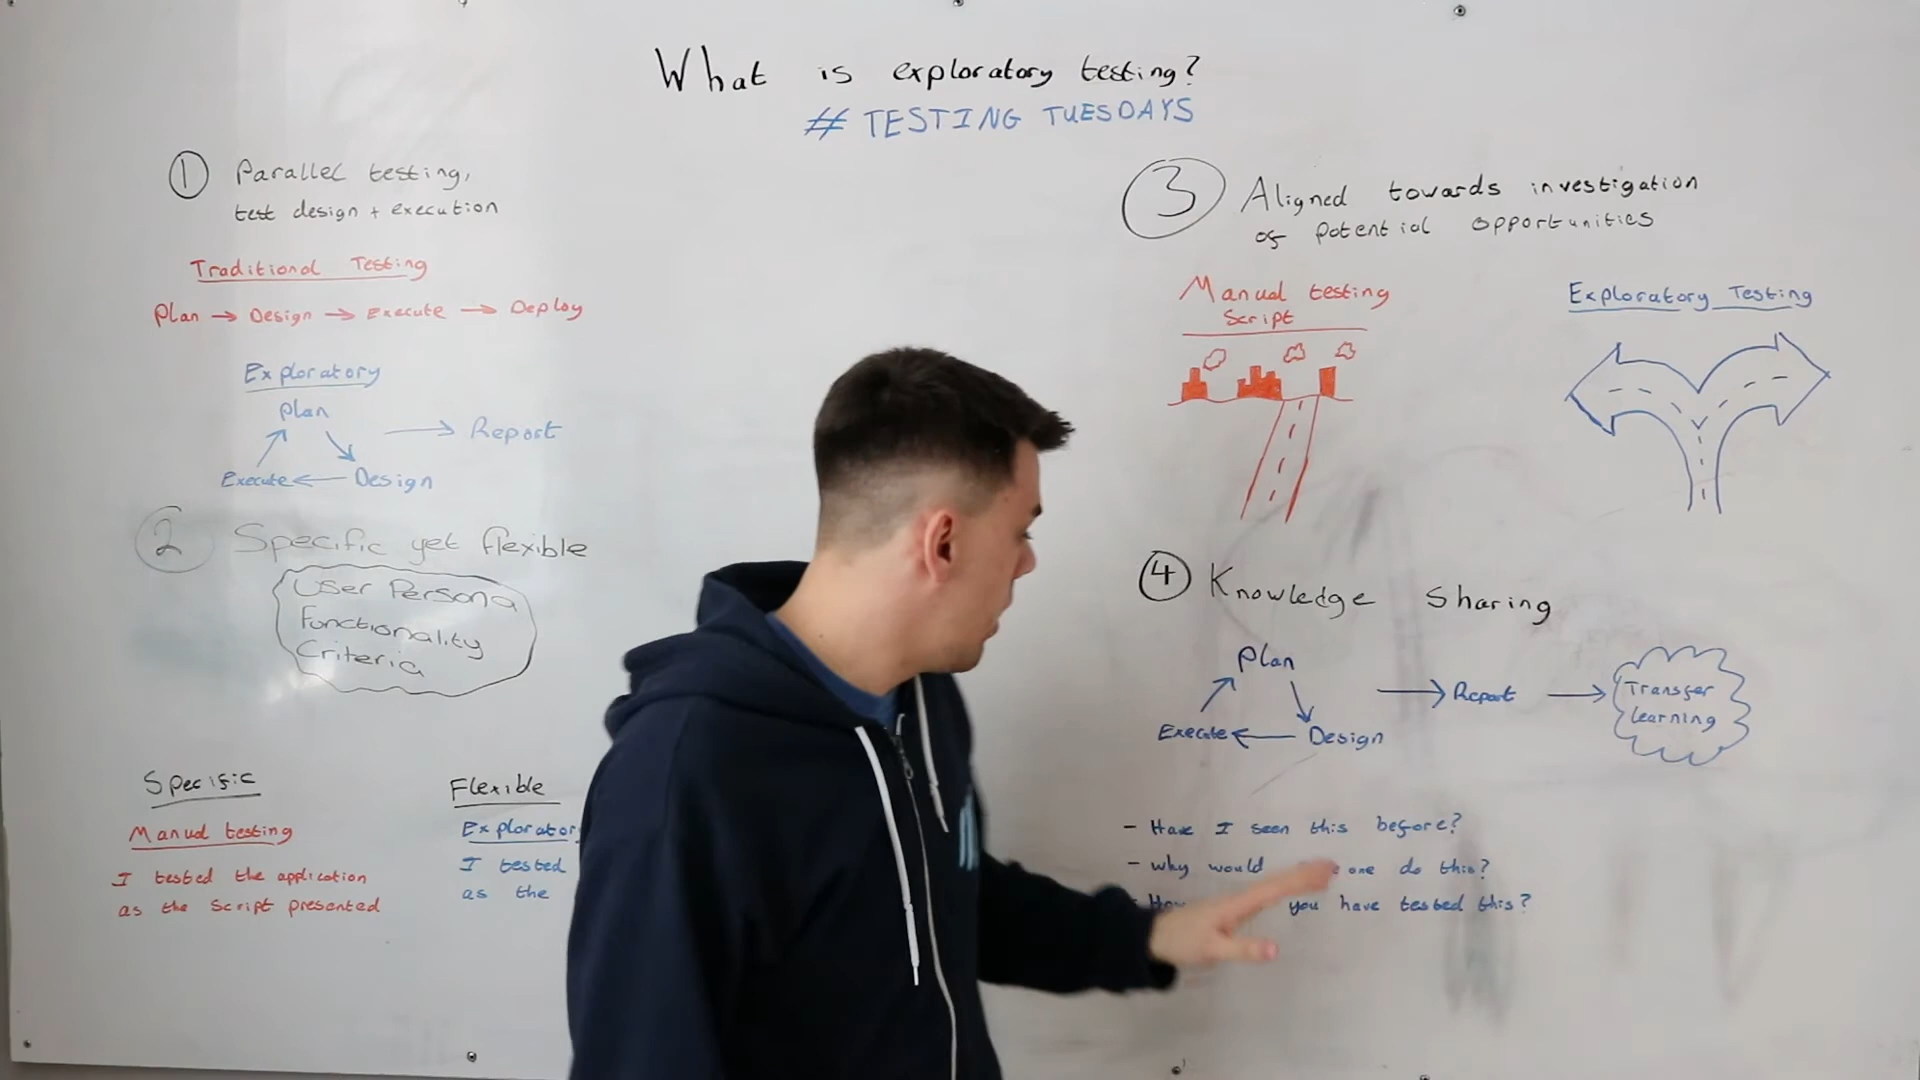 What is exploratory testing?
# TESTING TUESDAYS
1 Parallel testing,
test design + execution
Traditional Testing
Plan → Design → Execute → Deploy
Exploratory
Plan
Execute ← Design
→ Report
2 Specific yet flexible
User Persona
Functionality
Criteria
Specific
Manual testing
I tested the application
as the script presented
Flexible
Explorator
I tested
as the
3 Aligned towards investigation
of potential opportunities
Manual testing
Script
Exploratory Testing
4 Knowledge Sharing
Plan
Execute ← Design
→ Report →
Transfer
learning
- Have I seen this before?
- why would one do this?
- you have tested this?